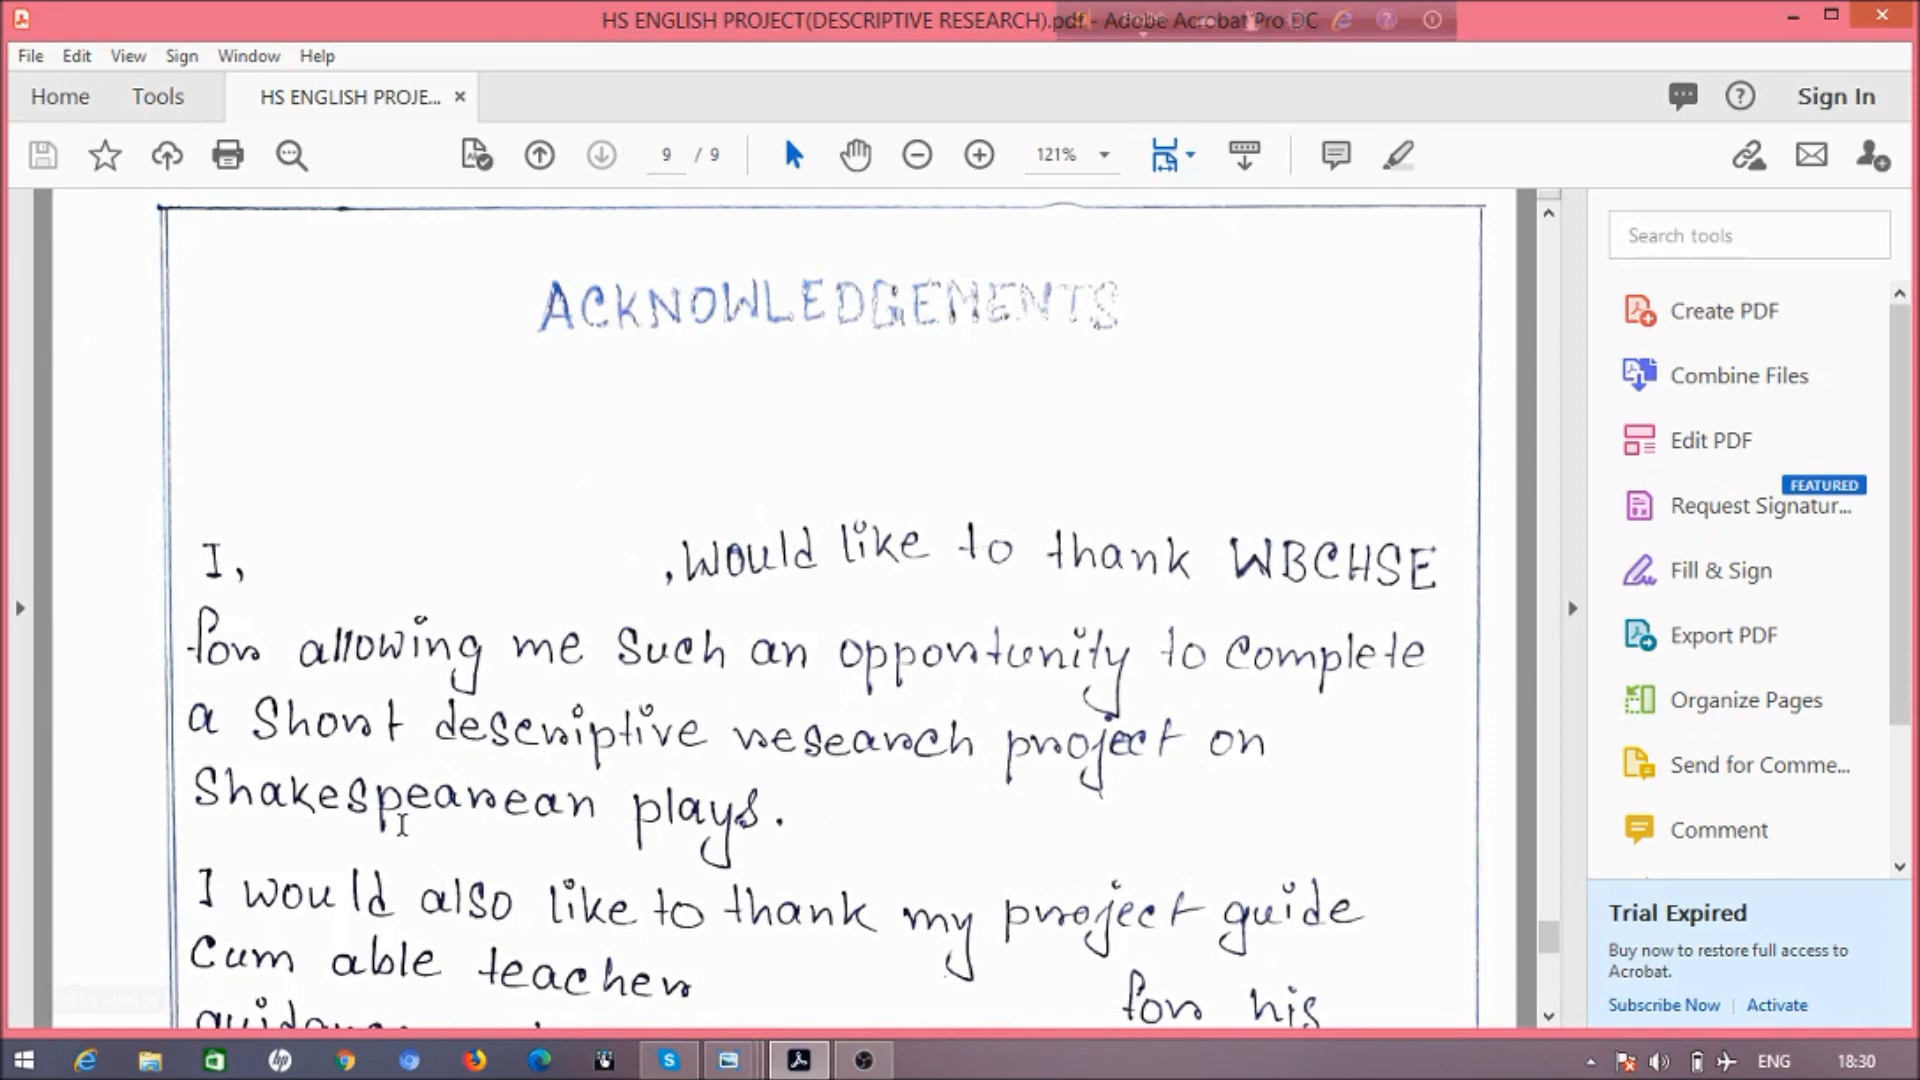 HS ENGLISH PROJECT(DESCRIPTIVE RESEARCH).pdf - Adobe Acrobat Pro DC
File Edit View Window Sign Help
Home Tools HS ENGLISH PROJE... × Sign In
9 / 9 121%
ACKNOWLEDGEMENTS
I, , would like to thank WBCHSE
for allowing me such an opportunity to complete
a short descriptive research project on
Shakespearean plays.
I would also like to thank my project guide
Cum able teacher for his
Search tools
Create PDF
Combine Files
Edit PDF
FEATURED
Request Signatur...
Fill & Sign
Export PDF
Organize Pages
Send for Comme...
Comment
Trial Expired
Buy now to restore full access to
Acrobat.
Subscribe Now Activate
ENG 18:30